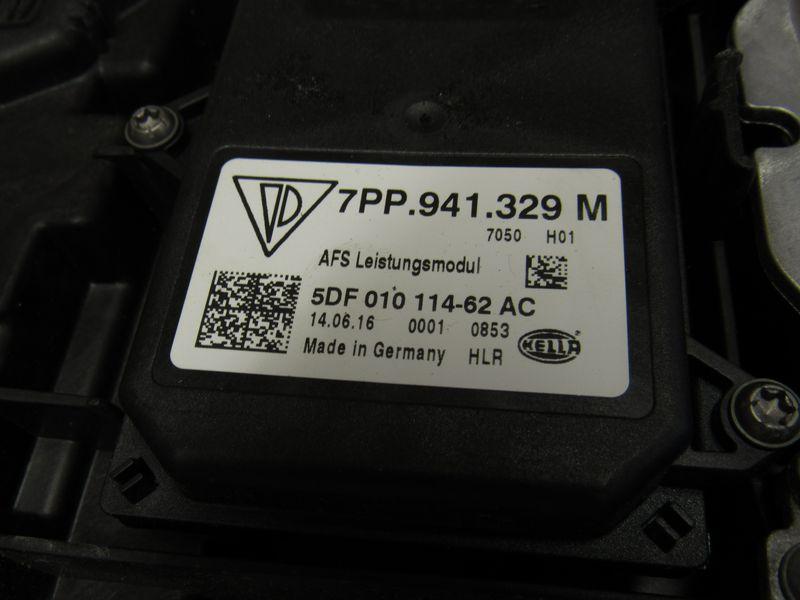 7PP.941.329 M
7050 H01
AFS Leistungsmodul
5DF 010 114-62 AC
14.06.16 0001 0853
Made in Germany HLR HELLA